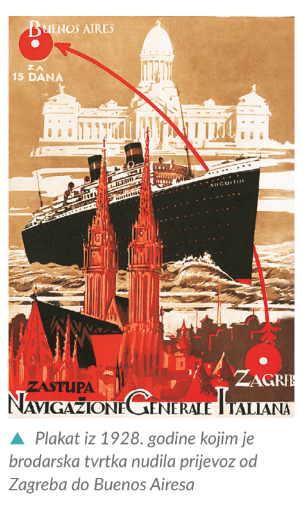 BUENOS AIRES
ZA
15 DANA
AUGUSTUS
ZAGREB
ZASTUPA
NAVIGAZIONE GENERALE ITALIANA
▲ Plakat iz 1928. godine kojim je
brodarska tvrtka nudila prijevoz od
Zagreba do Buenos Airesa